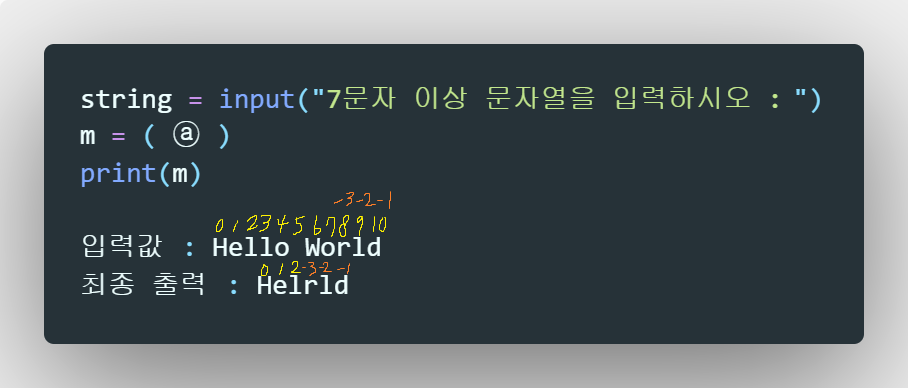 string = input("7문자 이상 문자열을 입력하시오 : ")
m = ( ⓐ )
print(m)
-3-2-1
0 1 2 3 4 5 6 7 8 9 10
입력값 : Hello World
0 1 2 -3 -2 -1
최종 출력 : Helrld